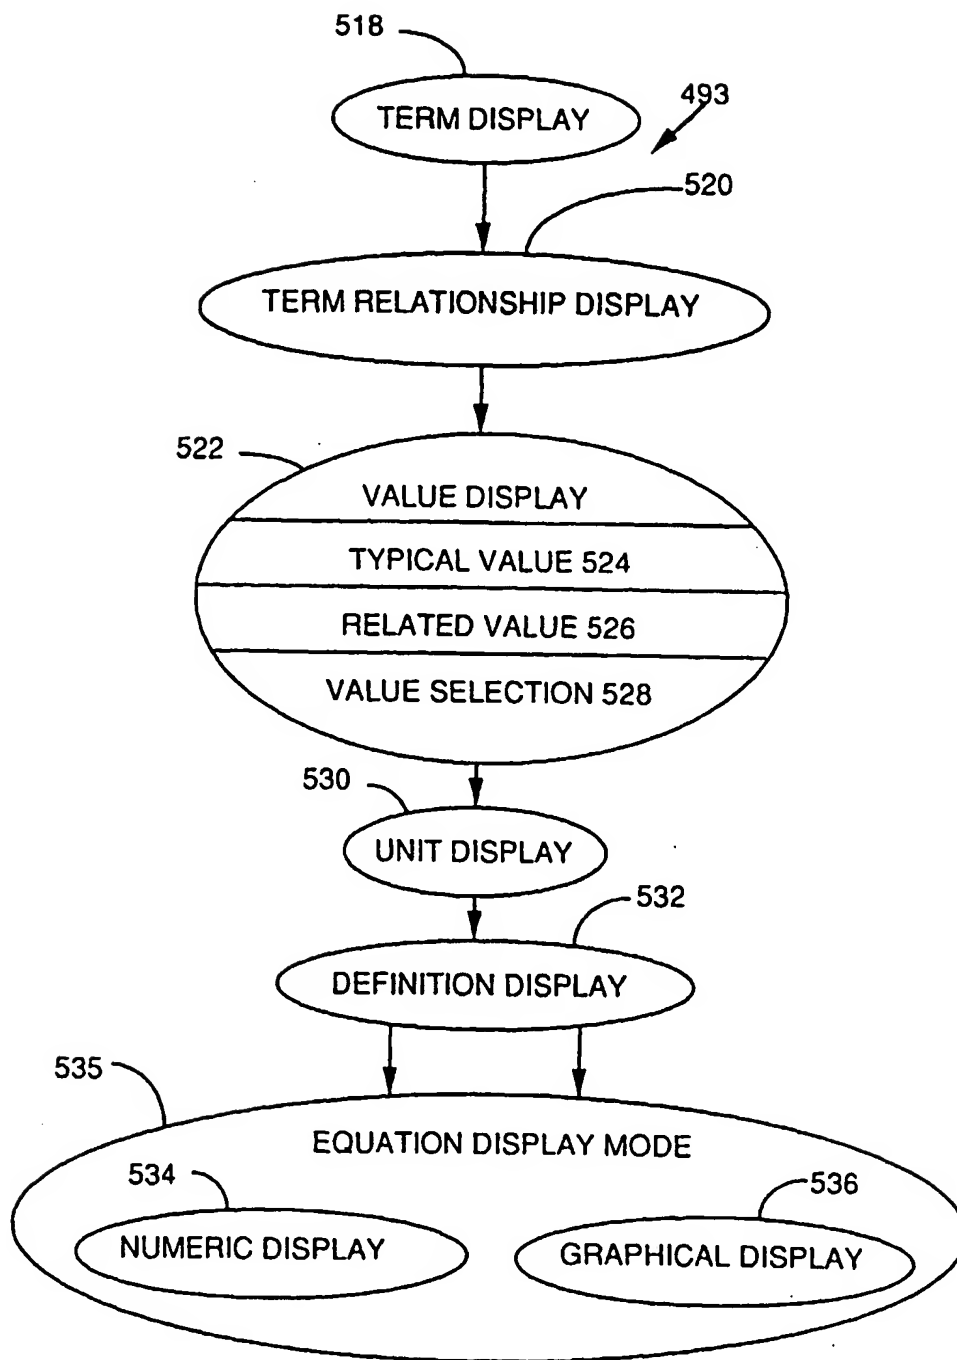 518
TERM DISPLAY
493
520
TERM RELATIONSHIP DISPLAY
522
VALUE DISPLAY
TYPICAL VALUE 524
RELATED VALUE 526
VALUE SELECTION 528
530
UNIT DISPLAY
532
DEFINITION DISPLAY
535
EQUATION DISPLAY MODE
534
536
NUMERIC DISPLAY
GRAPHICAL DISPLAY